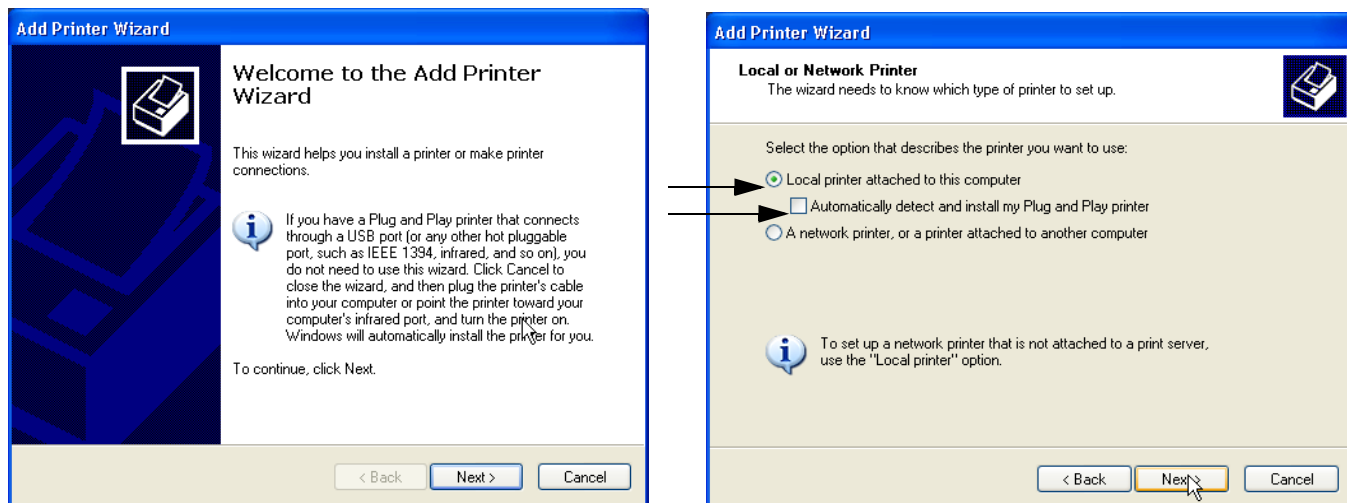 Add Printer Wizard
Welcome to the Add Printer
Wizard
This wizard helps you install a printer or make printer
connections.
If you have a Plug and Play printer that connects
through a USB port (or any other hot pluggable
port, such as IEEE 1394, infrared, and so on), you
do not need to use this wizard. Click Cancel to
close the wizard, and then plug the printer's cable
into your computer or point the printer toward your
computer's infrared port, and turn the printer on.
Windows will automatically install the printer for you.
To continue, click Next.
< Back
Next >
Cancel
Add Printer Wizard
Local or Network Printer
The wizard needs to know which type of printer to set up.
Select the option that describes the printer you want to use:
Local printer attached to this computer
Automatically detect and install my Plug and Play printer
A network printer, or a printer attached to another computer
To set up a network printer that is not attached to a print server,
use the "Local printer" option.
< Back
Next >
Cancel